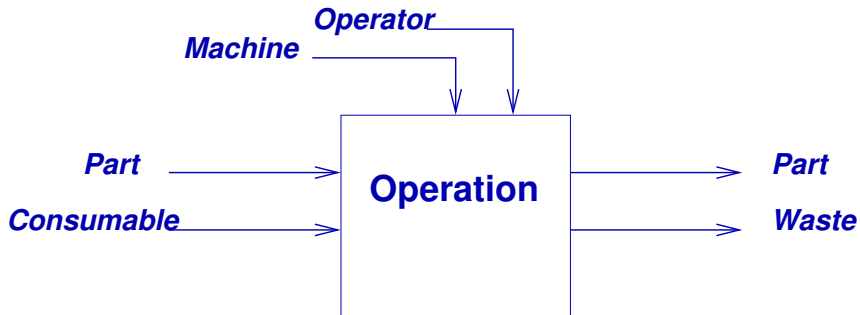 Operator
Machine
Part
Operation
Part
Consumable
Waste